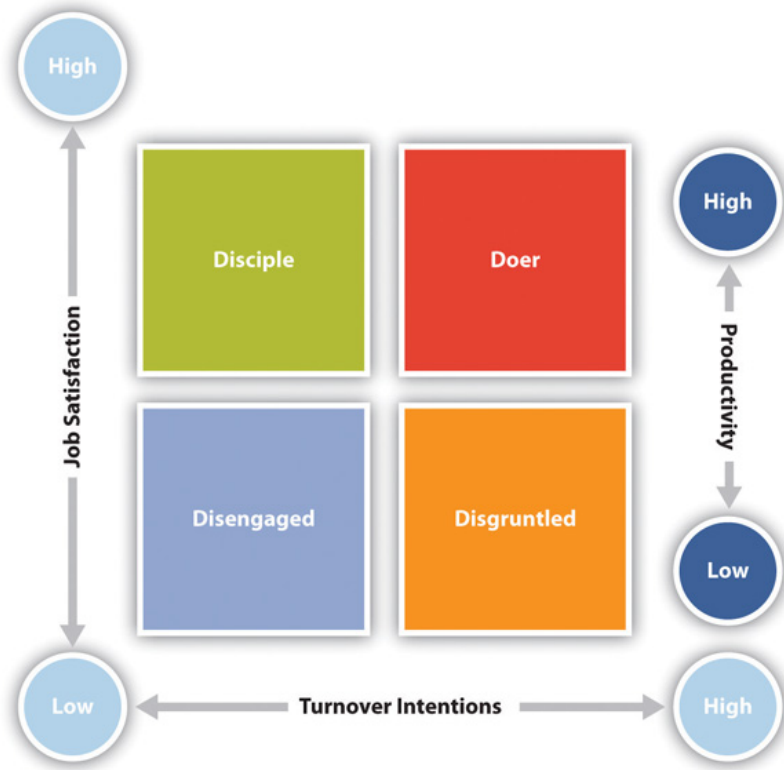 High
Disciple
Doer
High
Job Satisfaction
Productivity
Disengaged
Disgruntled
Low
Low
Turnover Intentions
High